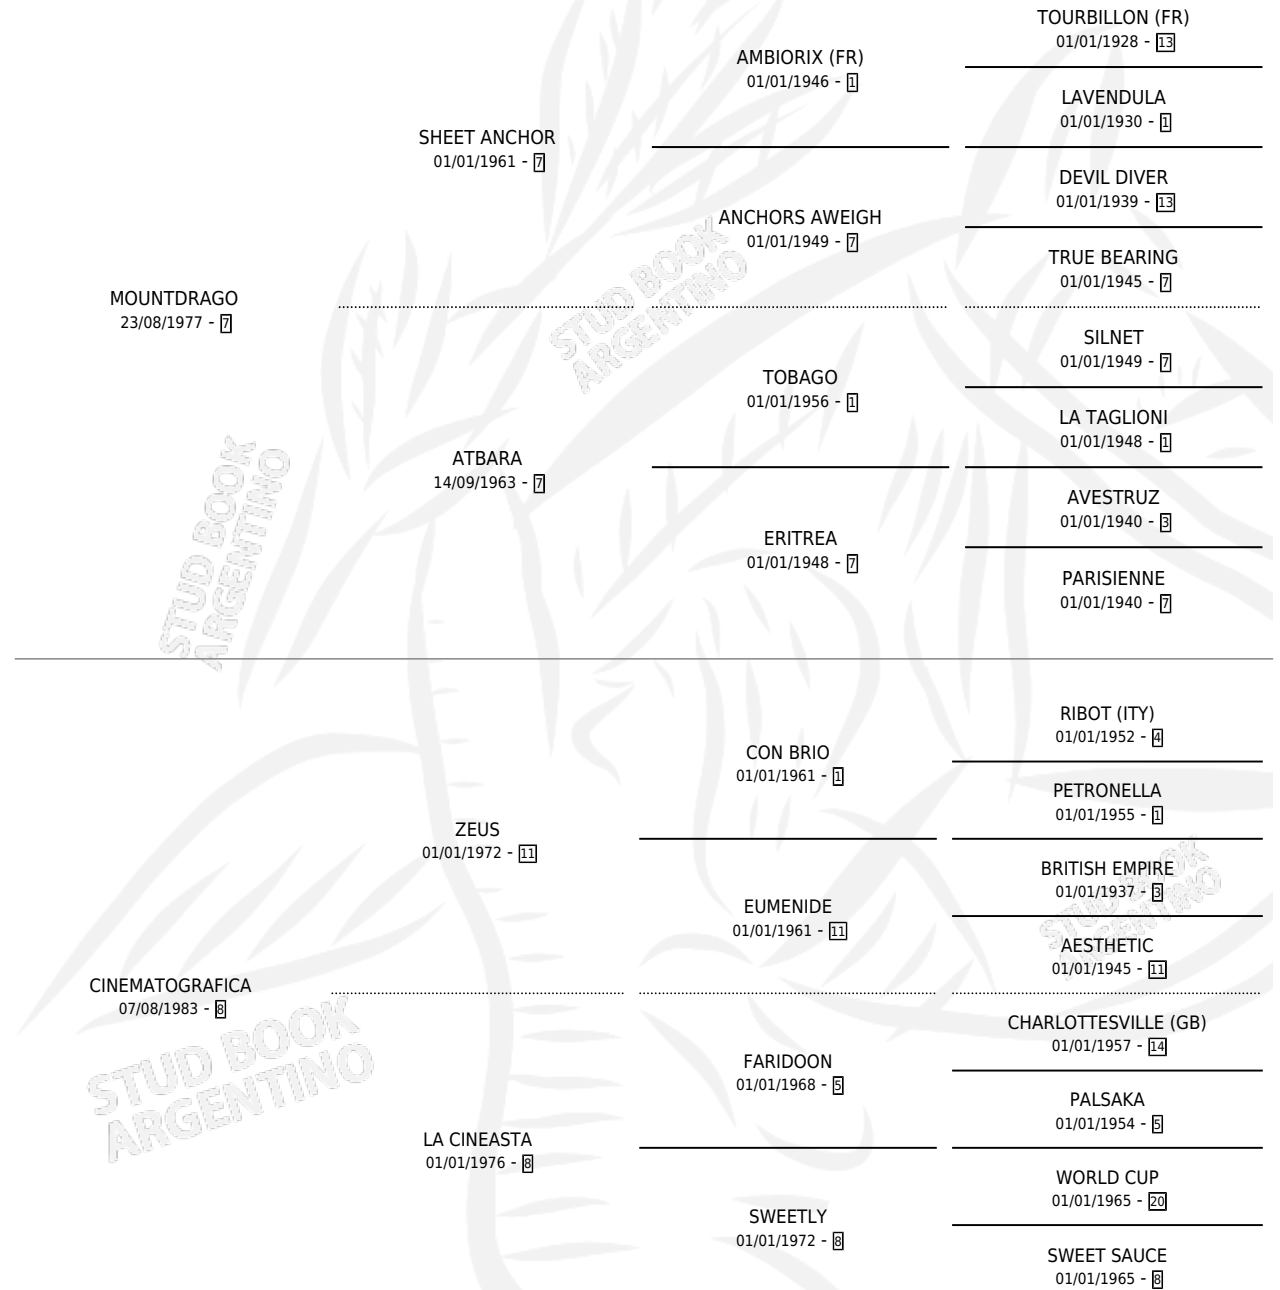 TOURBILLON (FR)
01/01/1928 - 13
AMBIORIX (FR)
01/01/1946 - 1
LAVENDULA
01/01/1930 - 1
SHEET ANCHOR
01/01/1961 - 7
DEVIL DIVER
01/01/1939 - 13
ANCHORS AWEIGH
01/01/1949 - 7
TRUE BEARING
01/01/1945 - 7
MOUNTDRAGO
23/08/1977 - 7
STUD BOOK
ARGENTINO
SILNET
01/01/1949 - 7
TOBAGO
01/01/1956 - 1
LA TAGLIONI
01/01/1948 - 1
ATBARA
14/09/1963 - 7
AVESTRUZ
01/01/1940 - 3
ERITREA
01/01/1948 - 7
PARISIENNE
01/01/1940 - 7
STUD BOOK
ARGENTINO
RIBOT (ITY)
01/01/1952 - 4
CON BRIO
01/01/1961 - 1
PETRONELLA
01/01/1955 - 1
ZEUS
01/01/1972 - 11
BRITISH EMPIRE
01/01/1937 - 3
EUMENIDE
01/01/1961 - 11
STUD BOOK
ARGENTINO
AESTHETIC
01/01/1945 - 11
CINEMATOGRAFICA
07/08/1983 - 8
STUD BOOK
ARGENTINO
CHARLOTTESVILLE (GB)
01/01/1957 - 14
FARIDOON
01/01/1968 - 5
PALSAKA
01/01/1954 - 5
LA CINEASTA
01/01/1976 - 8
WORLD CUP
01/01/1965 - 20
SWEETLY
01/01/1972 - 8
SWEET SAUCE
01/01/1965 - 8